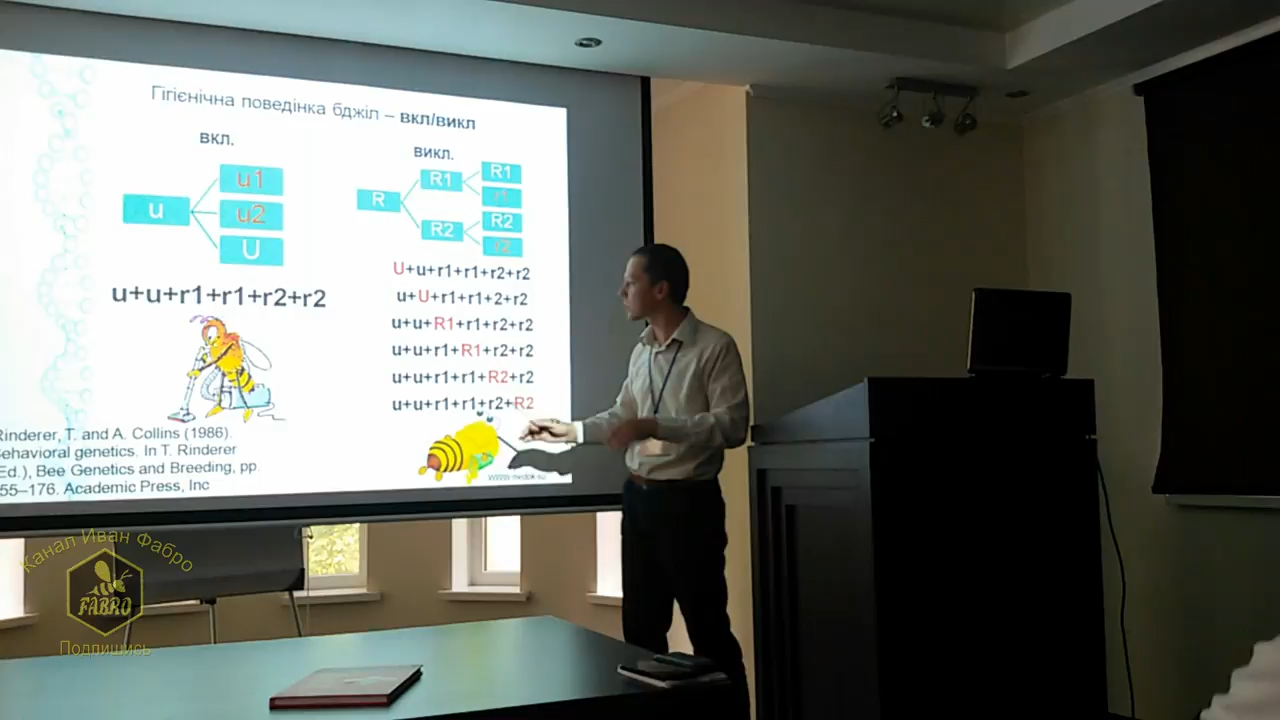 Гігієнічна поведінка бджіл – вкл/викл
вкл.
u
u1
u2
U
u+u+r1+r1+r2+r2
викл.
R
R1
R2
R1
r1
R2
r2
U+u+r1+r1+r2+r2
u+U+r1+r1+2+r2
u+u+R1+r1+r2+r2
u+u+r1+R1+r2+r2
u+u+r1+r1+R2+r2
u+u+r1+r1+r2+R2
Rinderer, T. and A. Collins (1986).
Behavioral genetics. In T. Rinderer
Ed.), Bee Genetics and Breeding, pp.
55–176. Academic Press, Inc
www.medok.su
Канал Иван Фабро
FABRO
Подпишись